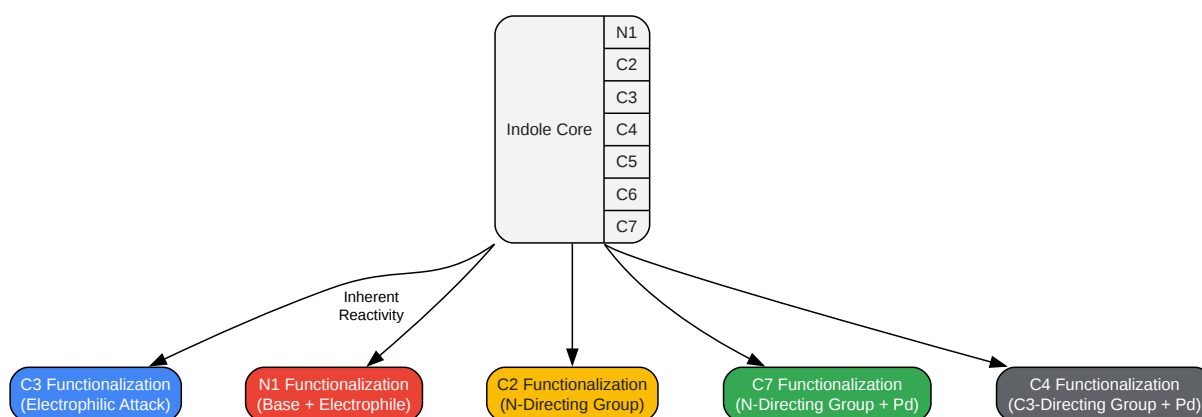 Indole Core
N1
C2
C3
C4
C5
C6
C7
Inherent
Reactivity
C3 Functionalization
(Electrophilic Attack)
N1 Functionalization
(Base + Electrophile)
C2 Functionalization
(N-Directing Group)
C7 Functionalization
(N-Directing Group + Pd)
C4 Functionalization
(C3-Directing Group + Pd)